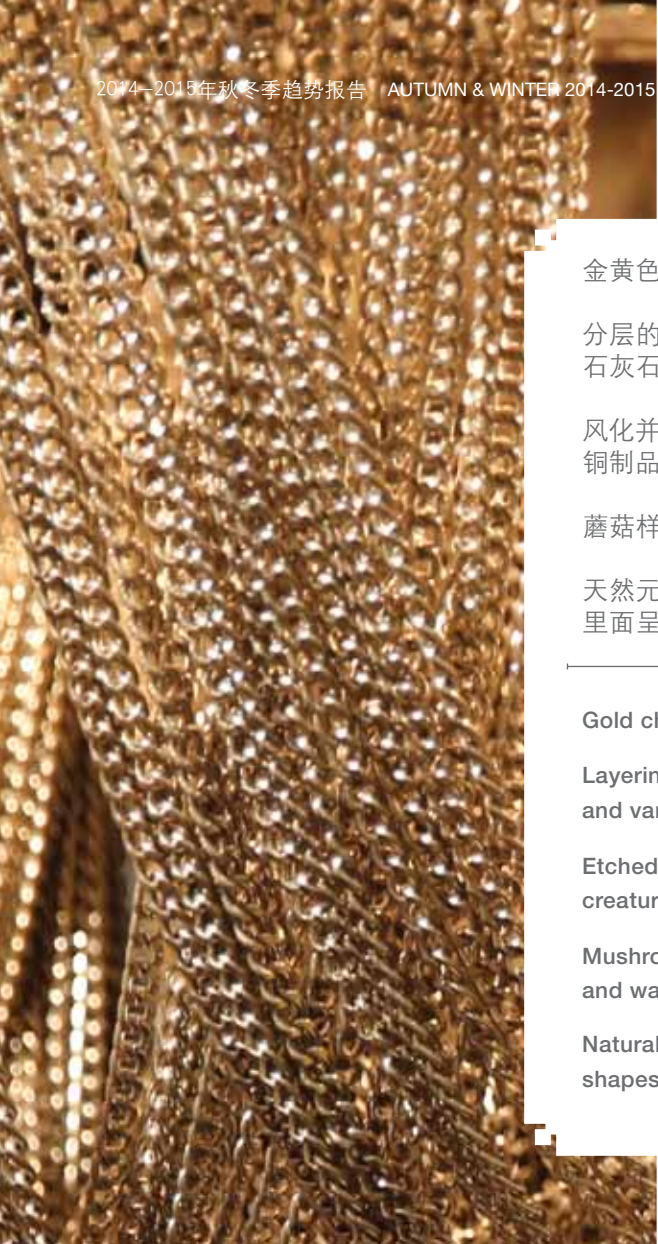 2014-2015年秋冬季趋势报告 AUTUMN & WINTER 2014-2015
金黄色
分层的
石灰石
风化并
铜制品
蘑菇样
天然元
里面呈
Gold
Layerin
and var
Etched
creatur
Mushro
and wa
Natural
shapes